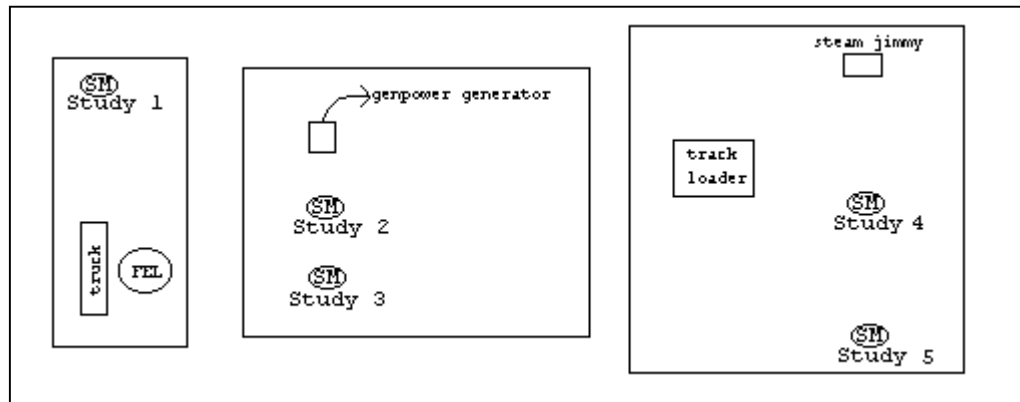 SM
Study 1
truck
FEL
genpower generator
SM
Study 2
SM
Study 3
steam jimmy
track
loader
SM
Study 4
SM
Study 5